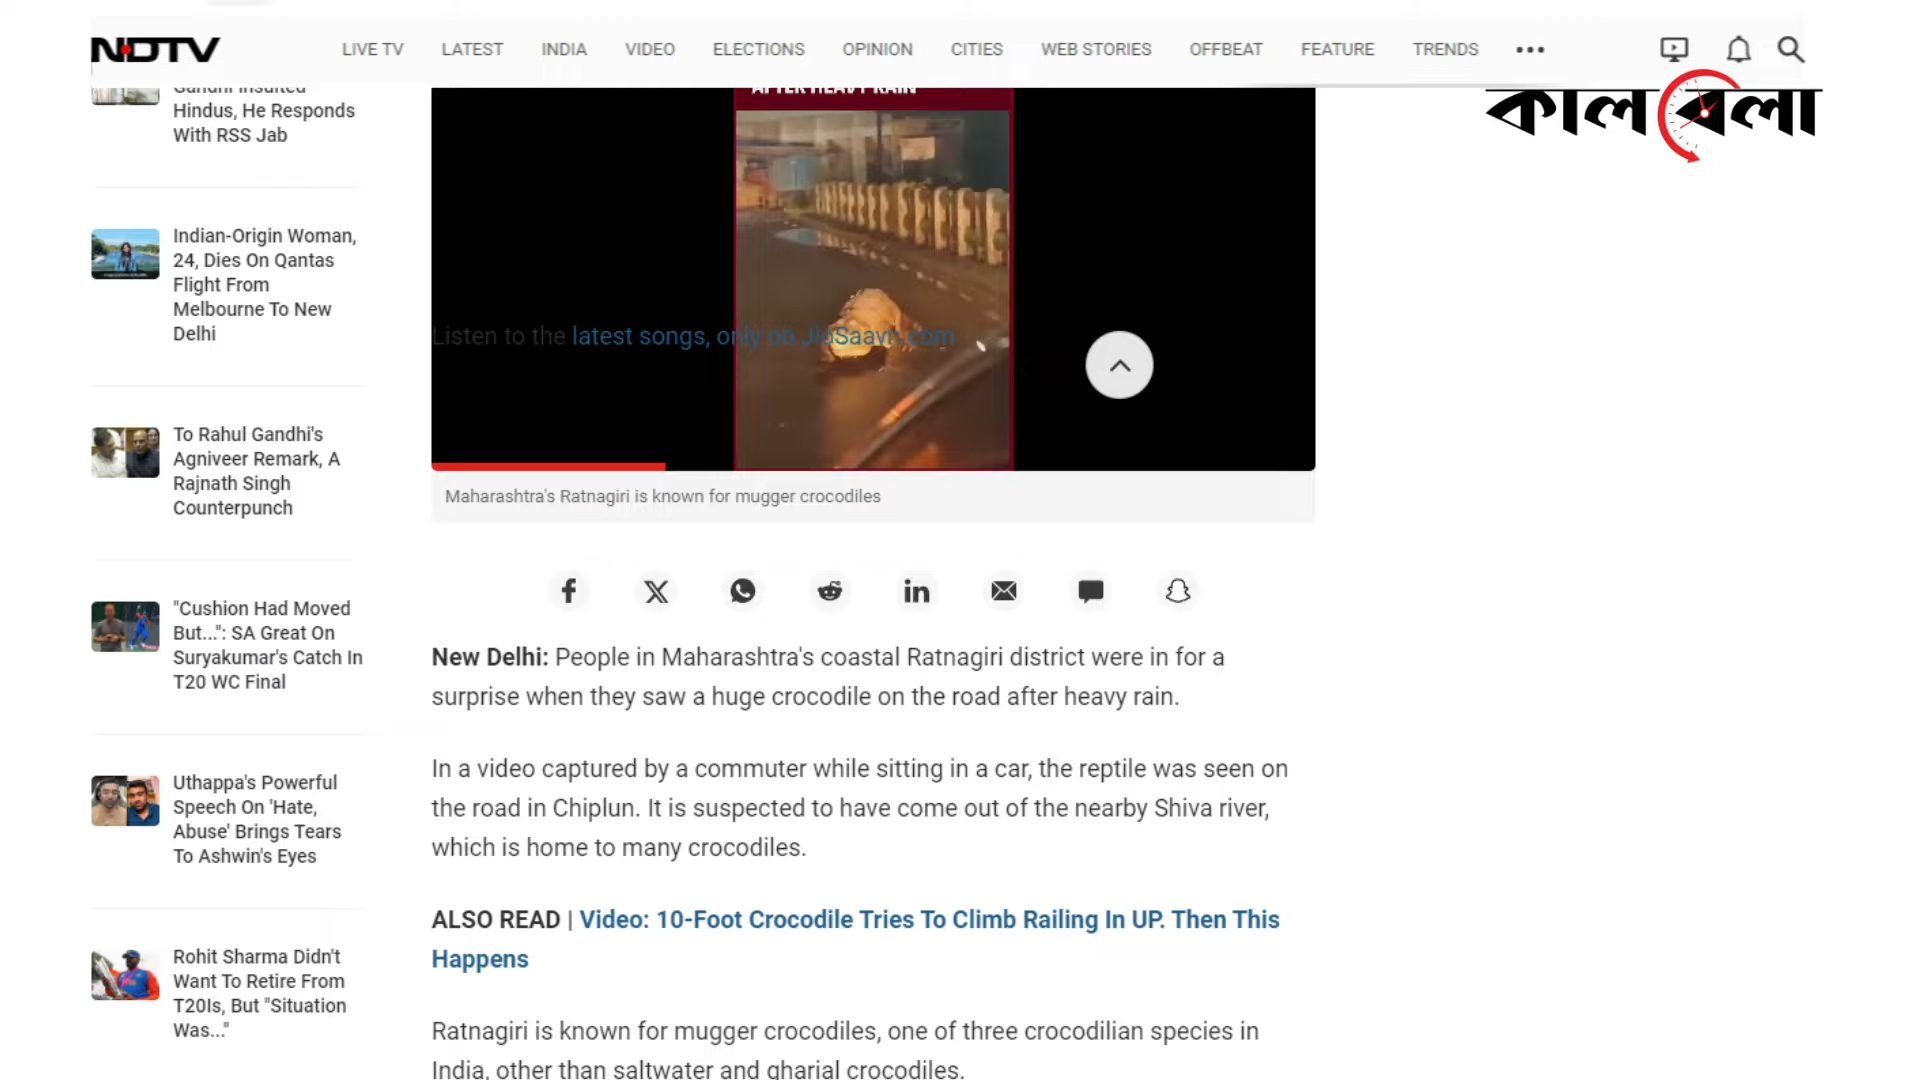 NDTV
LIVE TV
LATEST
INDIA
VIDEO
ELECTIONS
OPINION
CITIES
WEB STORIES
OFFBEAT
FEATURE
TRENDS
কালবেলা
Gandhi Insulted
Hindus, He Responds
With RSS Jab
Indian-Origin Woman,
24, Dies On Qantas
Flight From
Melbourne To New
Delhi
To Rahul Gandhi's
Agniveer Remark, A
Rajnath Singh
Counterpunch
"Cushion Had Moved
But...": SA Great On
Suryakumar's Catch In
T20 WC Final
Uthappa's Powerful
Speech On 'Hate,
Abuse' Brings Tears
To Ashwin's Eyes
Rohit Sharma Didn't
Want To Retire From
T20Is, But "Situation
Was..."
AFTER HEAVY RAIN
Listen to the latest songs, only on JioSaavn.com
Maharashtra's Ratnagiri is known for mugger crocodiles
New Delhi: People in Maharashtra's coastal Ratnagiri district were in for a
surprise when they saw a huge crocodile on the road after heavy rain.
In a video captured by a commuter while sitting in a car, the reptile was seen on
the road in Chiplun. It is suspected to have come out of the nearby Shiva river,
which is home to many crocodiles.
ALSO READ | Video: 10-Foot Crocodile Tries To Climb Railing In UP. Then This
Happens
Ratnagiri is known for mugger crocodiles, one of three crocodilian species in
India, other than saltwater and gharial crocodiles.